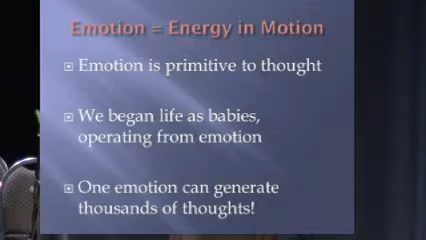 Emotion = Energy in Motion
Emotion is primitive to thought
We began life as babies,
operating from emotion
One emotion can generate
thousands of thoughts!